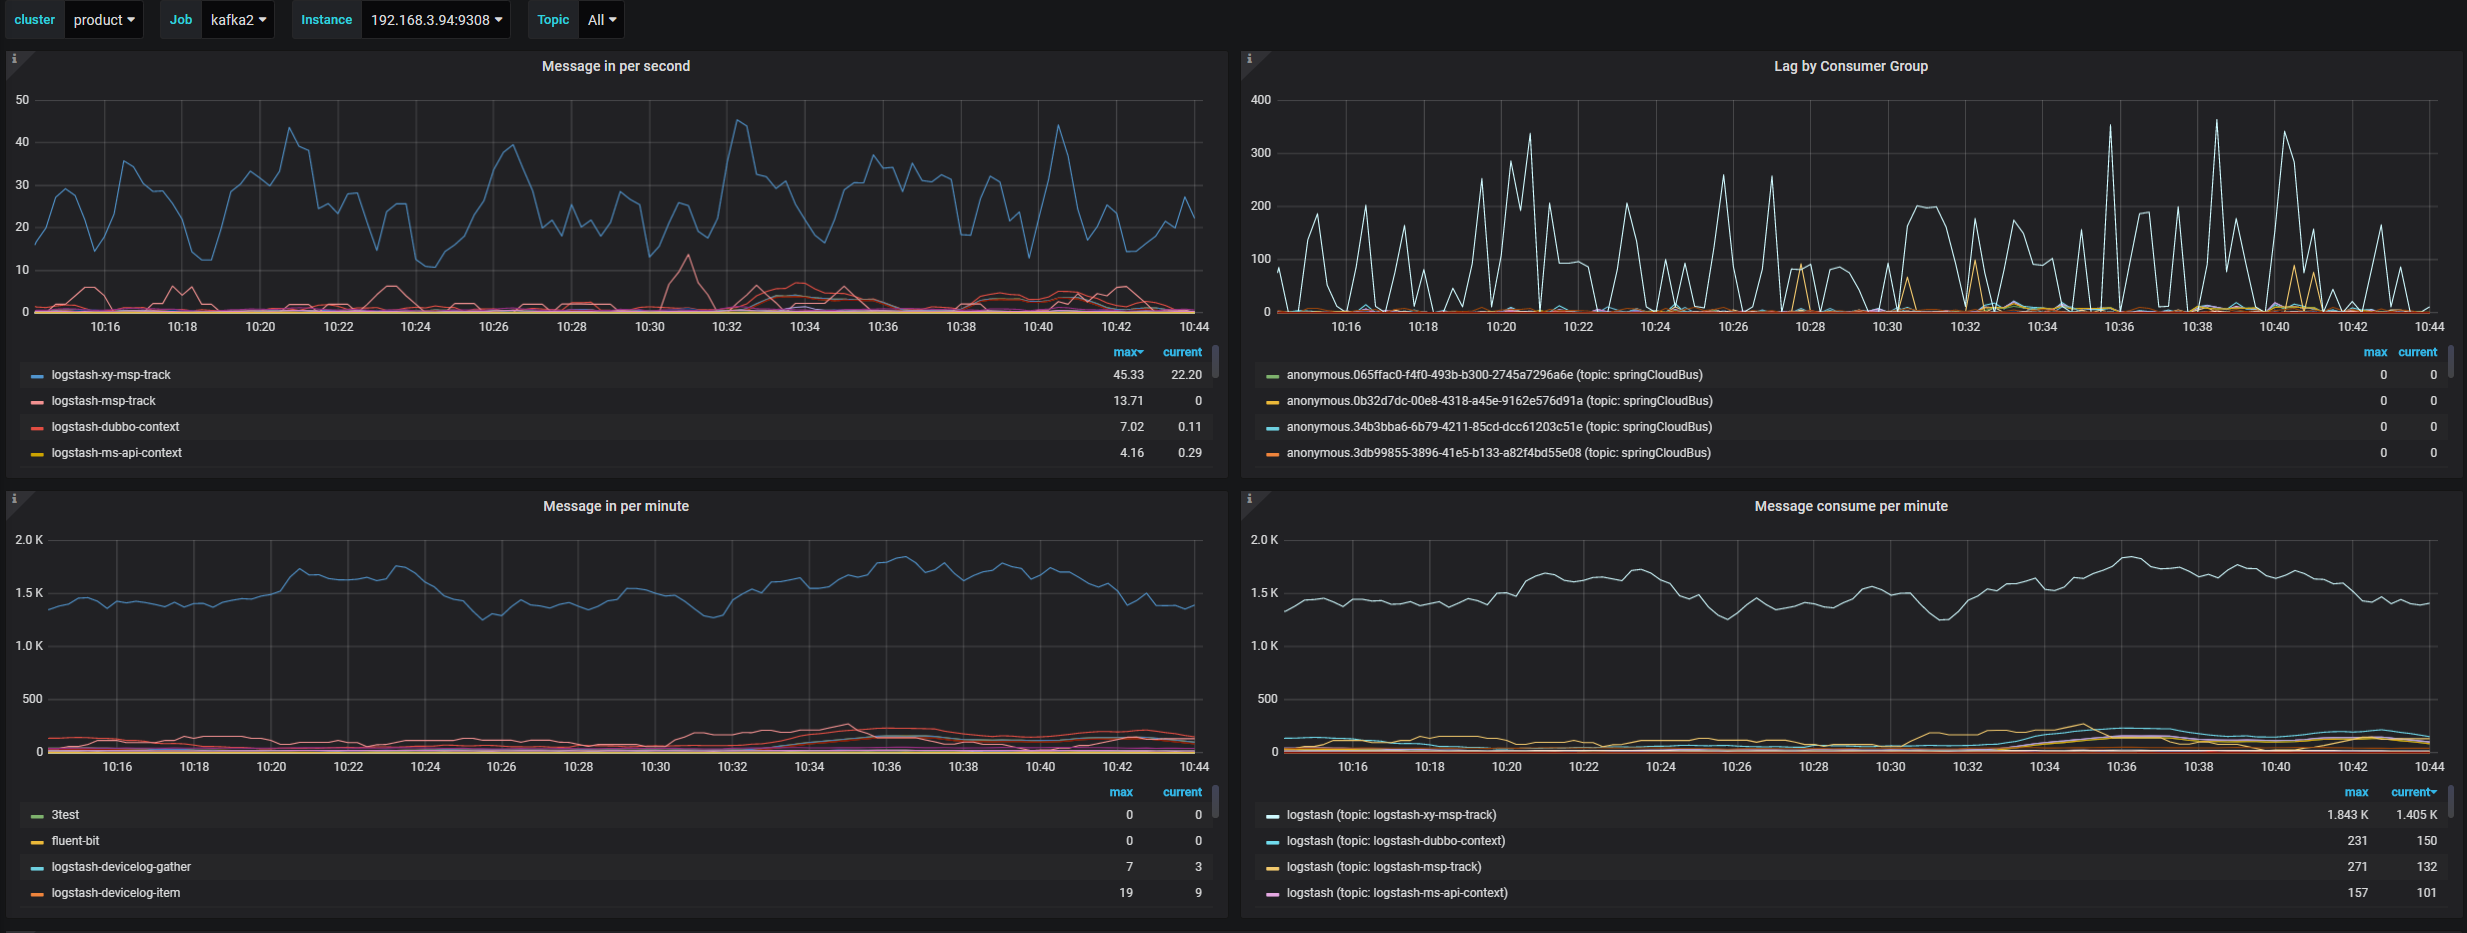 cluster product Job kafka2 Instance 192.168.3.94:9308 Topic All
Message in per second
50
40
30
20
10
0
10:16 10:18 10:20 10:22 10:24 10:26 10:28 10:30 10:32 10:34 10:36 10:38 10:40 10:42 10:44
max current
logstash-xy-msp-track 45.33 22.20
logstash-msp-track 13.71 0
logstash-dubbo-context 7.02 0.11
logstash-ms-api-context 4.16 0.29
Lag by Consumer Group
400
300
200
100
0
10:16 10:18 10:20 10:22 10:24 10:26 10:28 10:30 10:32 10:34 10:36 10:38 10:40 10:42 10:44
max current
anonymous.065ffac0-f4f0-493b-b300-2745a7296a6e (topic: springCloudBus) 0 0
anonymous.0b32d7dc-00e8-4318-a45e-9162e576d91a (topic: springCloudBus) 0 0
anonymous.34b3bba6-6b79-4211-85cd-dcc61203c51e (topic: springCloudBus) 0 0
anonymous.3db99855-3896-41e5-b133-a82f4bd55e08 (topic: springCloudBus) 0 0
Message in per minute
2.0 K
1.5 K
1.0 K
500
0
10:16 10:18 10:20 10:22 10:24 10:26 10:28 10:30 10:32 10:34 10:36 10:38 10:40 10:42 10:44
max current
3test 0 0
fluent-bit 0 0
logstash-devicelog-gather 7 3
logstash-devicelog-item 19 9
Message consume per minute
2.0 K
1.5 K
1.0 K
500
0
10:16 10:18 10:20 10:22 10:24 10:26 10:28 10:30 10:32 10:34 10:36 10:38 10:40 10:42 10:44
max current
logstash (topic: logstash-xy-msp-track) 1.843 K 1.405 K
logstash (topic: logstash-dubbo-context) 231 150
logstash (topic: logstash-msp-track) 271 132
logstash (topic: logstash-ms-api-context) 157 101